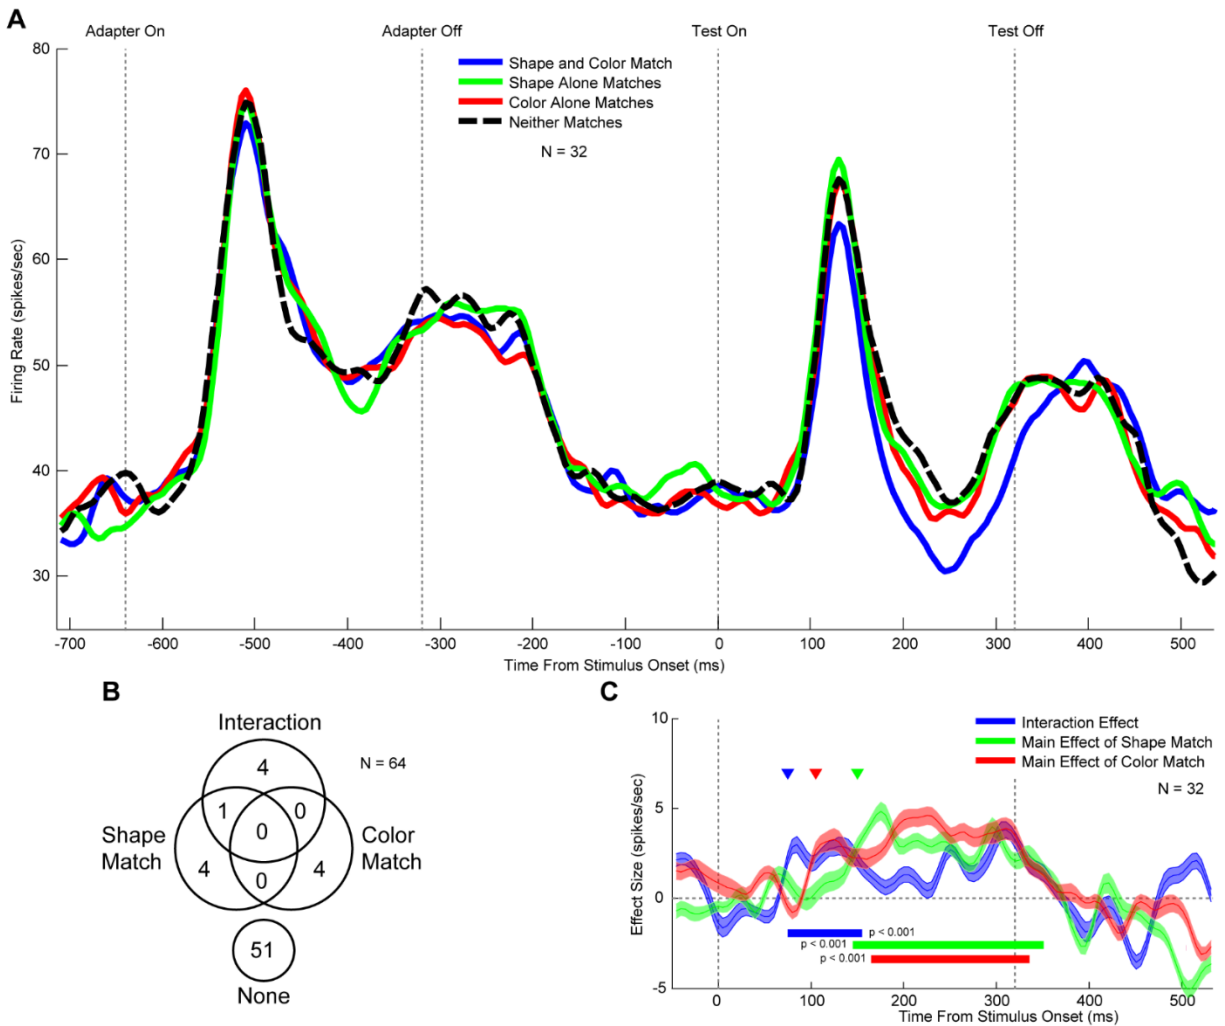 A
Adapter On
Adapter Off
Test On
Test Off
80
70
60
50
40
30
Firing Rate (spikes/sec)
Shape and Color Match
Shape Alone Matches
Color Alone Matches
Neither Matches
N = 32
-700
-600
-500
-400
-300
-200
-100
0
100
200
300
400
500
Time From Stimulus Onset (ms)
B
Interaction
N = 64
4
1
0
0
Shape
Match
Color
Match
4
4
0
51
None
C
10
5
0
-5
Effect Size (spikes/sec)
Interaction Effect
Main Effect of Shape Match
Main Effect of Color Match
N = 32
p < 0.001
p < 0.001
p < 0.001
0
100
200
300
400
500
Time From Stimulus Onset (ms)